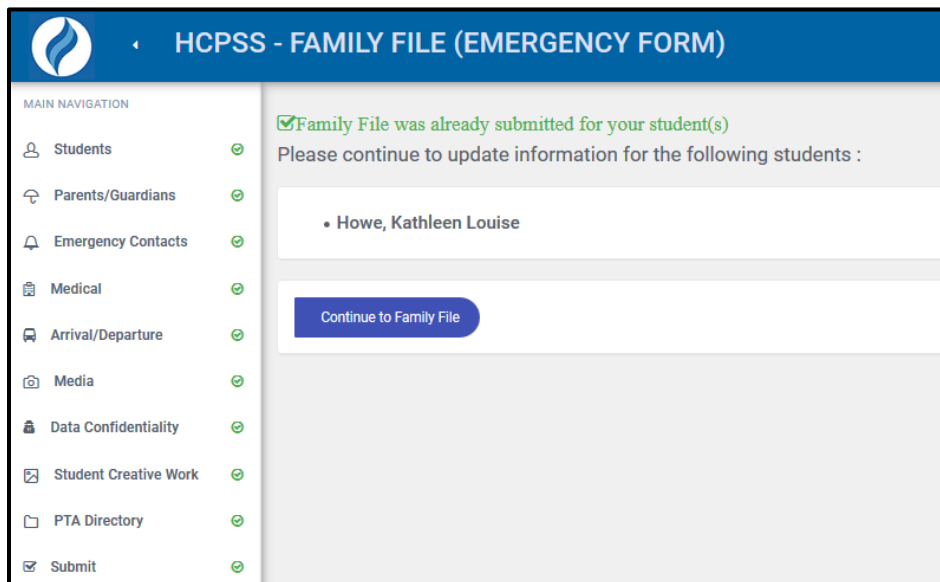 HCPSS - FAMILY FILE (EMERGENCY FORM)
MAIN NAVIGATION
Students
Parents/Guardians
Emergency Contacts
Medical
Arrival/Departure
Media
Data Confidentiality
Student Creative Work
PTA Directory
Submit
Family File was already submitted for your student(s)
Please continue to update information for the following students :
• Howe, Kathleen Louise
Continue to Family File